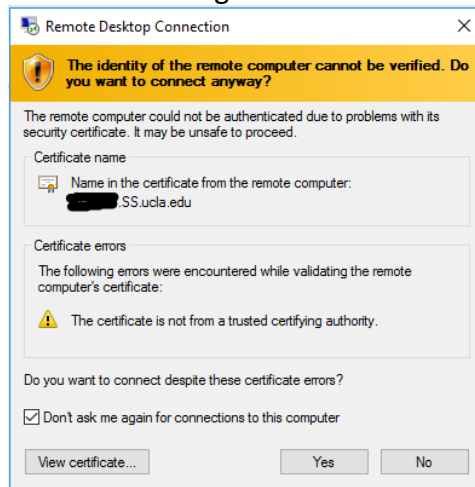 Remote Desktop Connection
The identity of the remote computer cannot be verified. Do
you want to connect anyway?
The remote computer could not be authenticated due to problems with its
security certificate. It may be unsafe to proceed.
Certificate name
Name in the certificate from the remote computer:
.SS.ucla.edu
Certificate errors
The following errors were encountered while validating the remote
computer's certificate:
The certificate is not from a trusted certifying authority.
Do you want to connect despite these certificate errors?
Don't ask me again for connections to this computer
View certificate...
Yes
No